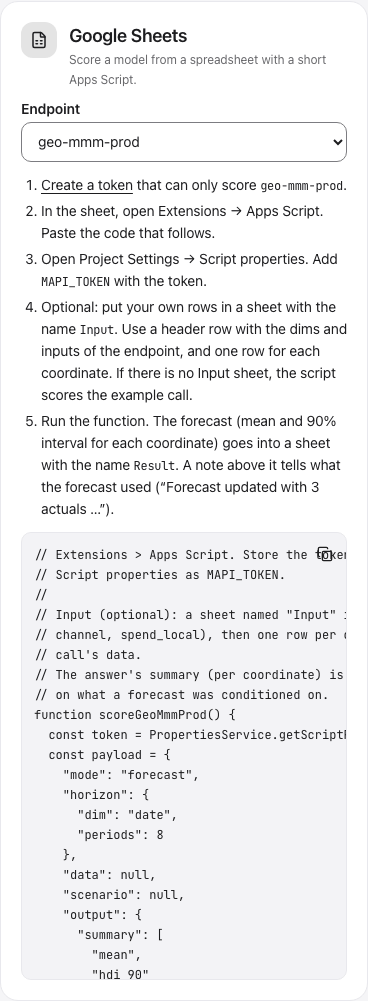 Google Sheets
Score a model from a spreadsheet with a short
Apps Script.
Endpoint
geo-mmm-prod
1. Create a token that can only score geo-mmm-prod.
2. In the sheet, open Extensions → Apps Script.
Paste the code that follows.
3. Open Project Settings → Script properties. Add
MAPI_TOKEN with the token.
4. Optional: put your own rows in a sheet with the
name Input. Use a header row with the dims and
inputs of the endpoint, and one row for each
coordinate. If there is no Input sheet, the script
scores the example call.
5. Run the function. The forecast (mean and 90%
interval for each coordinate) goes into a sheet
with the name Result. A note above it tells what
the forecast used (“Forecast updated with 3
actuals …”).
// Extensions > Apps Script. Store the token
// Script properties as MAPI_TOKEN.
//
// Input (optional): a sheet named "Input"
// channel, spend_local), then one row per
// call's data.
// The answer's summary (per coordinate) is
// on what a forecast was conditioned on.
function scoreGeoMmmProd() {
const token = PropertiesService.
const payload = {
"mode": "forecast",
"horizon": {
"dim": "date",
"periods": 8
},
"data": null,
"scenario": null,
"output": {
"summary": [
"mean",
"hdi_90"